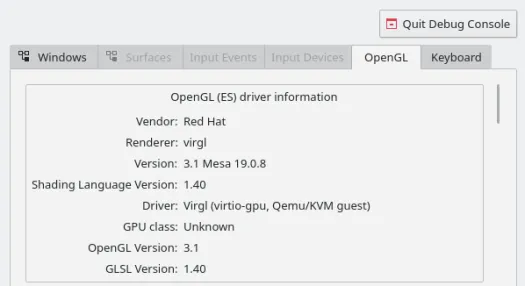 Quit Debug Console
Windows Surfaces Input Events Input Devices OpenGL Keyboard
OpenGL (ES) driver information
Vendor: Red Hat
Renderer: virgl
Version: 3.1 Mesa 19.0.8
Shading Language Version: 1.40
Driver: Virgl (virtio-gpu, Qemu/KVM guest)
GPU class: Unknown
OpenGL Version: 3.1
GLSL Version: 1.40